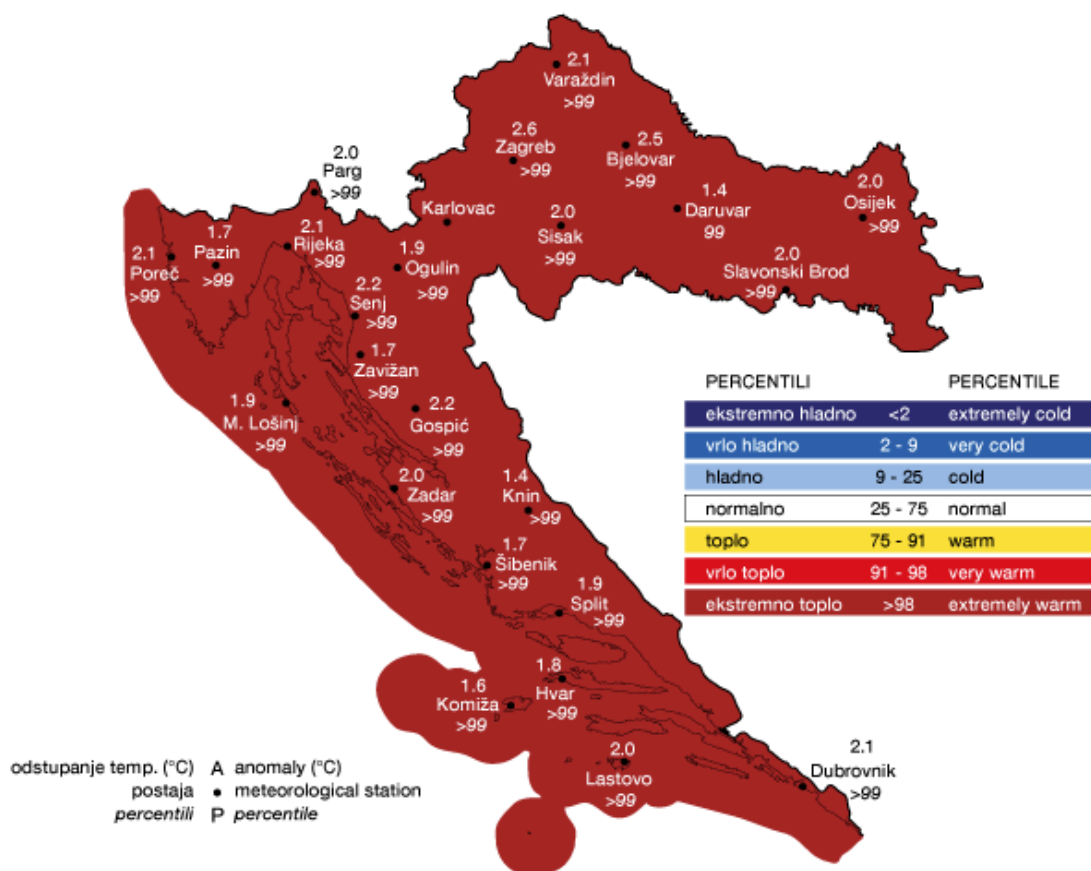 2.1
Varaždin
>99
2.6
Zagreb
>99
2.5
Bjelovar
>99
2.0
Parg
>99
1.4
Daruvar
99
2.0
Osijek
>99
Karlovac
2.0
Sisak
>99
2.1
Poreč
>99
1.7
Pazin
>99
2.1
Rijeka
>99
1.9
Ogulin
>99
2.0
Slavonski Brod
>99
2.2
Senj
>99
1.7
Zavižan
>99
1.9
M. Lošinj
>99
2.2
Gospić
>99
2.0
Zadar
>99
1.4
Knin
>99
1.7
Šibenik
>99
1.9
Split
>99
1.8
Hvar
>99
1.6
Komiža
>99
2.0
Lastovo
>99
2.1
Dubrovnik
>99
PERCENTILI PERCENTILE
ekstremno hladno <2 extremely cold
vrlo hladno 2 - 9 very cold
hladno 9 - 25 cold
normalno 25 - 75 normal
toplo 75 - 91 warm
vrlo toplo 91 - 98 very warm
ekstremno toplo >98 extremely warm
odstupanje temp. (°C) A anomaly (°C)
postaja • meteorological station
percentili P percentile